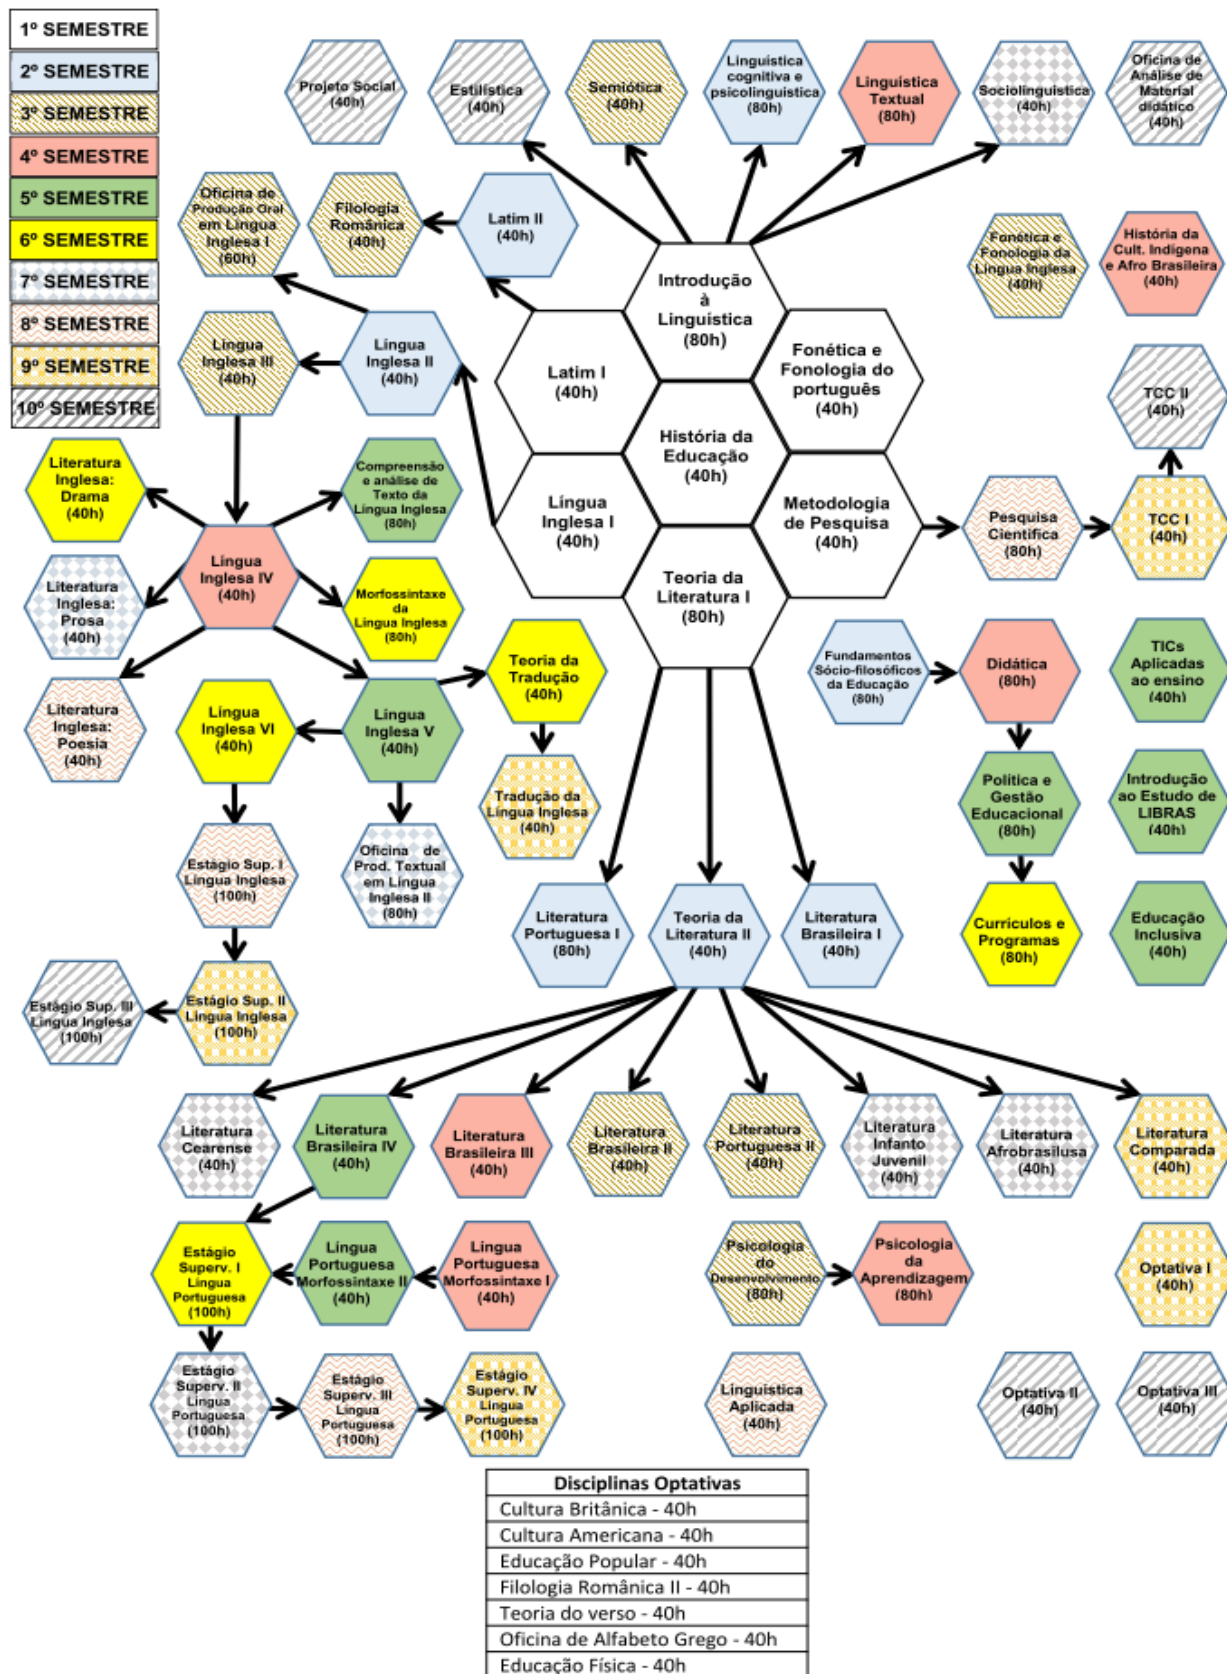 1º SEMESTRE
2º SEMESTRE
3º SEMESTRE
4º SEMESTRE
5º SEMESTRE
6º SEMESTRE
7º SEMESTRE
8º SEMESTRE
9º SEMESTRE
10º SEMESTRE
Projeto Social
(40h)
Estilística
(40h)
Semiótica
(40h)
Linguística
cognitiva e
psicolinguistica
(80h)
Linguística
Textual
(80h)
Sociolinguistica
(40h)
Oficina de
Análise de
Material
didático
(40h)
Oficina de
Produção Oral
em Língua
Inglesa I
(60h)
Filologia
Românica
(40h)
Latim II
(40h)
Introdução
à
Linguistica
(80h)
Fonética e
Fonologia da
Língua Inglesa
(40h)
História da
Cult. Indígena
e Afro Brasileira
(40h)
Língua
Inglesa III
(40h)
Língua
Inglesa II
(40h)
Latim I
(40h)
Fonética e
Fonologia do
português
(40h)
História da
Educação
(40h)
TCC II
(40h)
Literatura
Inglesa:
Drama
(40h)
Compreensão
e análise de
Texto da
Língua Inglesa
(80h)
Língua
Inglesa I
(40h)
Metodologia
de Pesquisa
(40h)
Pesquisa
Científica
(80h)
TCC I
(40h)
Língua
Inglesa IV
(40h)
Literatura
Inglesa:
Prosa
(40h)
Morfossintaxe
da
Língua Inglesa
(80h)
Teoria da
Literatura I
(80h)
Teoria da
Tradução
(40h)
Fundamentos
Sócio-filosóficos
da Educação
(80h)
Didática
(80h)
TICs
Aplicadas
ao ensino
(40h)
Literatura
Inglesa:
Poesia
(40h)
Língua
Inglesa VI
(40h)
Língua
Inglesa V
(40h)
Tradução da
Língua Inglesa
(40h)
Política e
Gestão
Educacional
(80h)
Introdução
ao Estudo de
LIBRAS
(40h)
Estágio Sup. I
Língua Inglesa
(100h)
Oficina de
Prod. Textual
em Língua
Inglesa II
(80h)
Literatura
Portuguesa I
(80h)
Teoria da
Literatura II
(40h)
Literatura
Brasileira I
(40h)
Currículos e
Programas
(80h)
Educação
Inclusiva
(40h)
Estágio Sup. III
Língua Inglesa
(100h)
Estágio Sup. II
Língua Inglesa
(100h)
Literatura
Cearense
(40h)
Literatura
Brasileira IV
(40h)
Literatura
Brasileira III
(40h)
Literatura
Brasileira II
(40h)
Literatura
Portuguesa II
(40h)
Literatura
Infanto
Juvenil
(40h)
Literatura
Afrobrasilusa
(40h)
Literatura
Comparada
(40h)
Estágio
Superv. I
Língua
Portuguesa
(100h)
Língua
Portuguesa
Morfossintaxe II
(40h)
Língua
Portuguesa
Morfossintaxe I
(40h)
Psicologia
do
Desenvolvimento
(80h)
Psicologia
da
Aprendizagem
(80h)
Optativa I
(40h)
Estágio
Superv. II
Língua
Portuguesa
(100h)
Estágio
Superv. III
Língua
Portuguesa
(100h)
Estágio
Superv. IV
Língua
Portuguesa
(100h)
Linguística
Aplicada
(40h)
Optativa II
(40h)
Optativa III
(40h)
Disciplinas Optativas
Cultura Britânica - 40h
Cultura Americana - 40h
Educação Popular - 40h
Filologia Românica II - 40h
Teoria do verso - 40h
Oficina de Alfabeto Grego - 40h
Educação Física - 40h